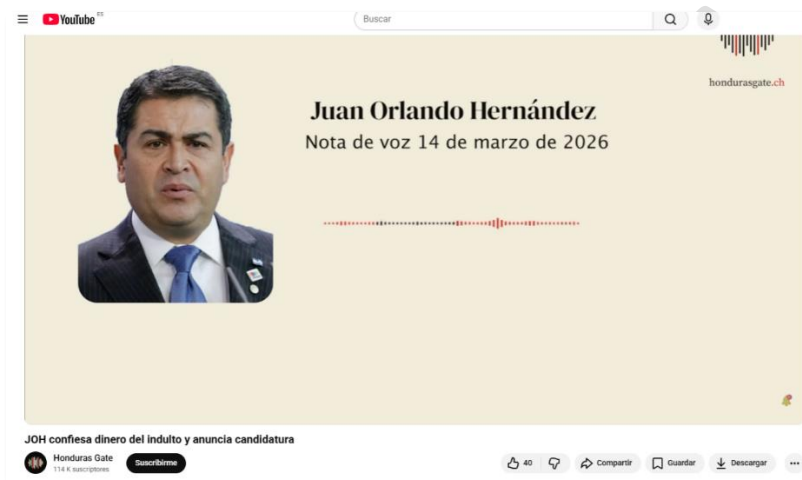 YouTube ES
Buscar
hondurasgate.ch
Juan Orlando Hernández
Nota de voz 14 de marzo de 2026
JOH confiesa dinero del indulto y anuncia candidatura
Honduras Gate
114 K suscriptores
Suscribirme
40
Compartir
Guardar
Descargar